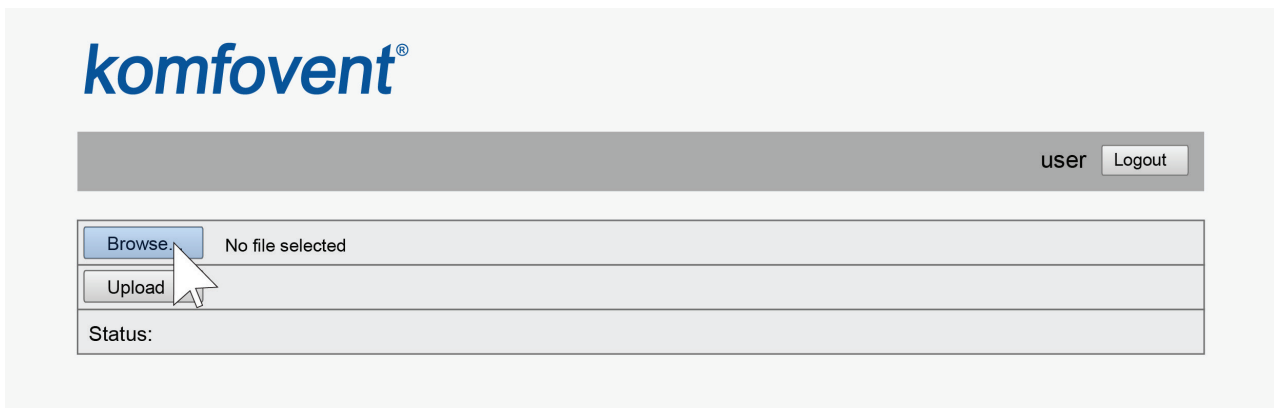 komfovent®
user Logout
Browse... No file selected
Upload
Status: